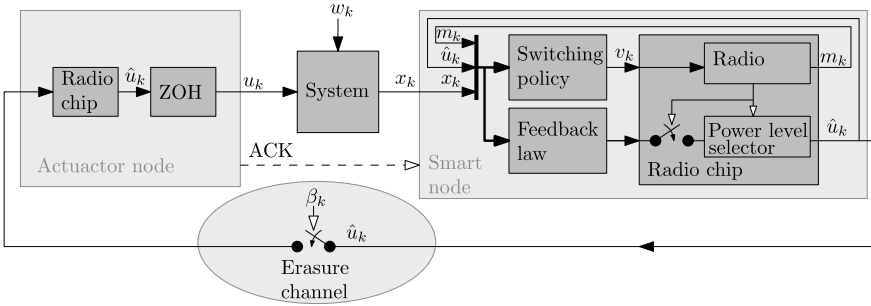 w_k
m_k
û_k
x_k
Switching
policy
v_k
Radio
m_k
Radio
chip
û_k
ZOH
u_k
System
x_k
Feedback
law
Power level
selector
û_k
Radio chip
Actuactor node
ACK
Smart
node
β_k
û_k
Erasure
channel